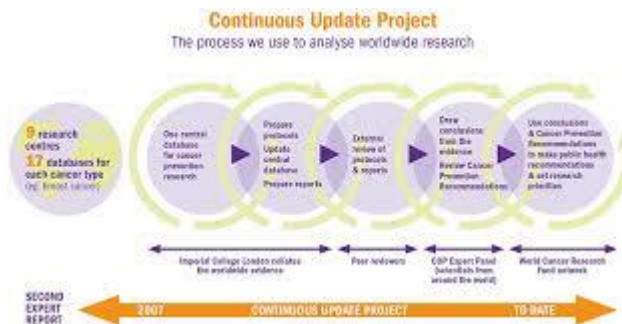 Continuous Update Project
The process we use to analyse worldwide research
9 research
centres
17 databases for
each cancer type
(eg. breast cancer)
One central
database
for cancer
prevention
research
Prepare
protocols
Update
central
database
Prepare reports
External
review of
protocols
& reports
Draw
conclusions
from the
evidence
Review Cancer
Prevention
Recommendations
Use conclusions
& Cancer Prevention
Recommendations
to make public health
recommendations
& set research
priorities
Imperial College London collates
the worldwide evidence
Peer reviewers
CUP Expert Panel
(scientists from
around the world)
World Cancer Research
Fund network
SECOND
EXPERT
REPORT
2007
CONTINUOUS UPDATE PROJECT
TO-DATE